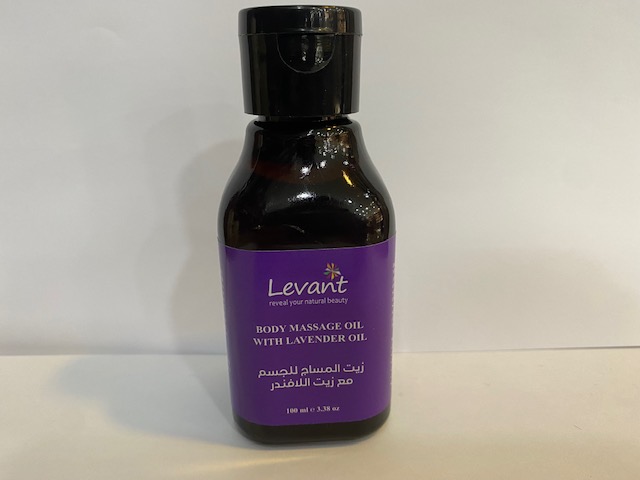 Levant
reveal your natural beauty
BODY MASSAGE OIL
WITH LAVENDER OIL
زيت المساج للجسم
مع زيت اللافندر
100 ml e 3.38 oz